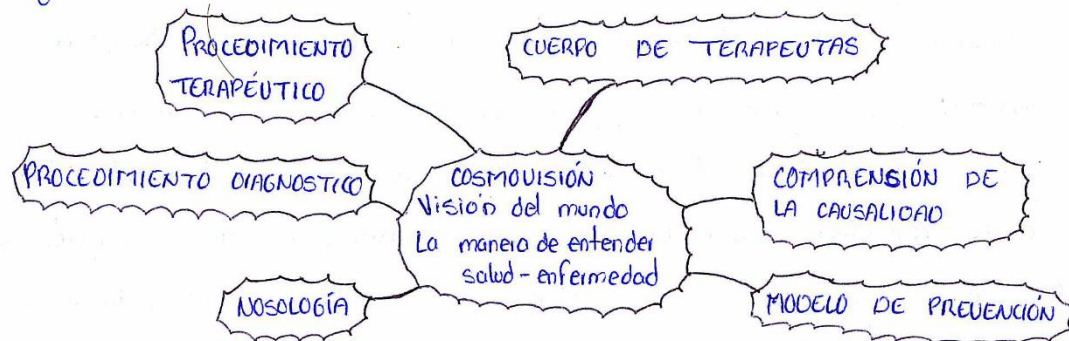 PROCEDIMIENTO
TERAPÉUTICO
CUERPO DE TERAPEUTAS
PROCEDIMIENTO DIAGNOSTICO
COSMOVISIÓN
Visión del mundo
La manera de entender
salud-enfermedad
COMPRENSIÓN DE
LA CAUSALIDAD
NOSOLOGÍA
MODELO DE PREVENCIÓN